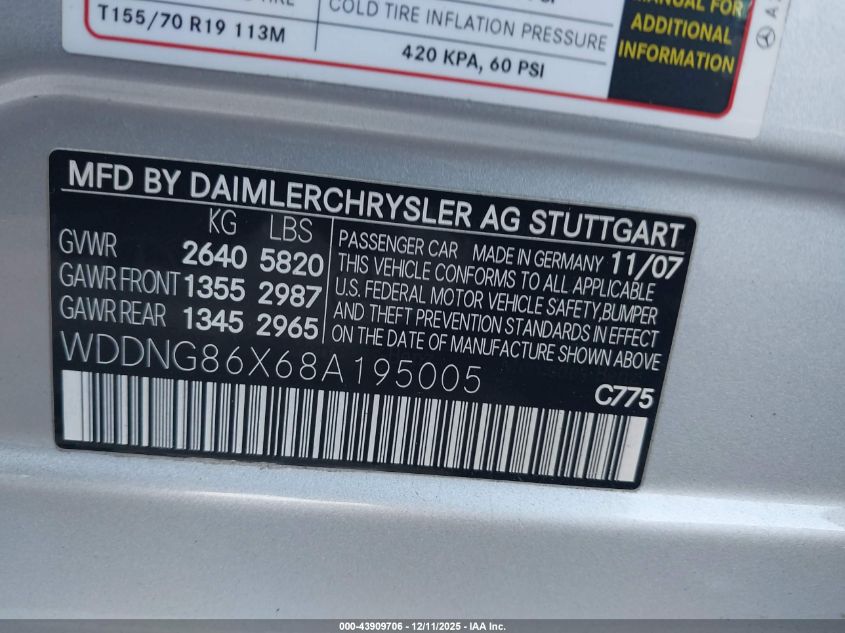 T155/70 R19 113M
COLD TIRE INFLATION PRESSURE
420 KPA, 60 PSI
MANUAL FOR
ADDITIONAL
INFORMATION
MFD BY DAIMLERCHRYSLER AG STUTTGART
KG LBS
GVWR 2640 5820
GAWR FRONT 1355 2987
GAWR REAR 1345 2965
PASSENGER CAR MADE IN GERMANY 11/07
THIS VEHICLE CONFORMS TO ALL APPLICABLE
U.S. FEDERAL MOTOR VEHICLE SAFETY,BUMPER
AND THEFT PREVENTION STANDARDS IN EFFECT
ON THE DATE OF MANUFACTURE SHOWN ABOVE
WDDNG86X68A195005
C775
000-43909706 - 12/11/2025 - IAA Inc.